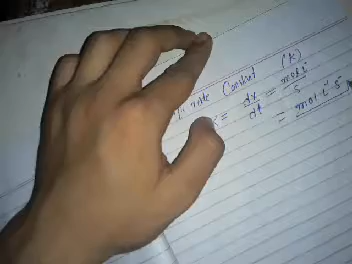 rate Constant (K)
= dx/dt = mol L⁻¹/S
= mol L⁻¹ S⁻¹